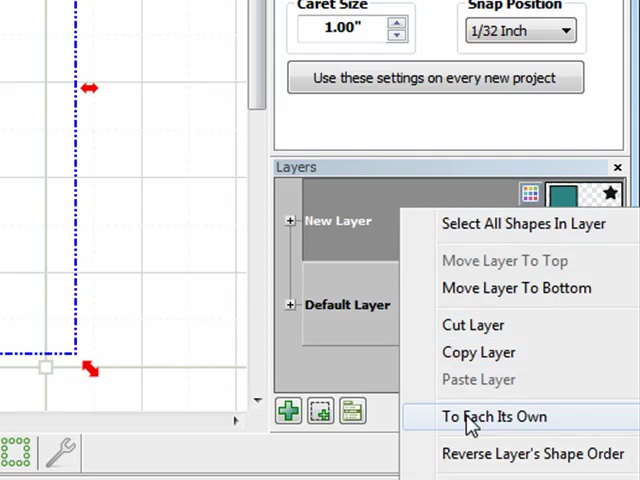 Caret Size
Snap Position
1.00"
1/32 Inch
Use these settings on every new project
Layers
New Layer
Default Layer
Select All Shapes In Layer
Move Layer To Top
Move Layer To Bottom
Cut Layer
Copy Layer
Paste Layer
To Each Its Own
Reverse Layer's Shape Order